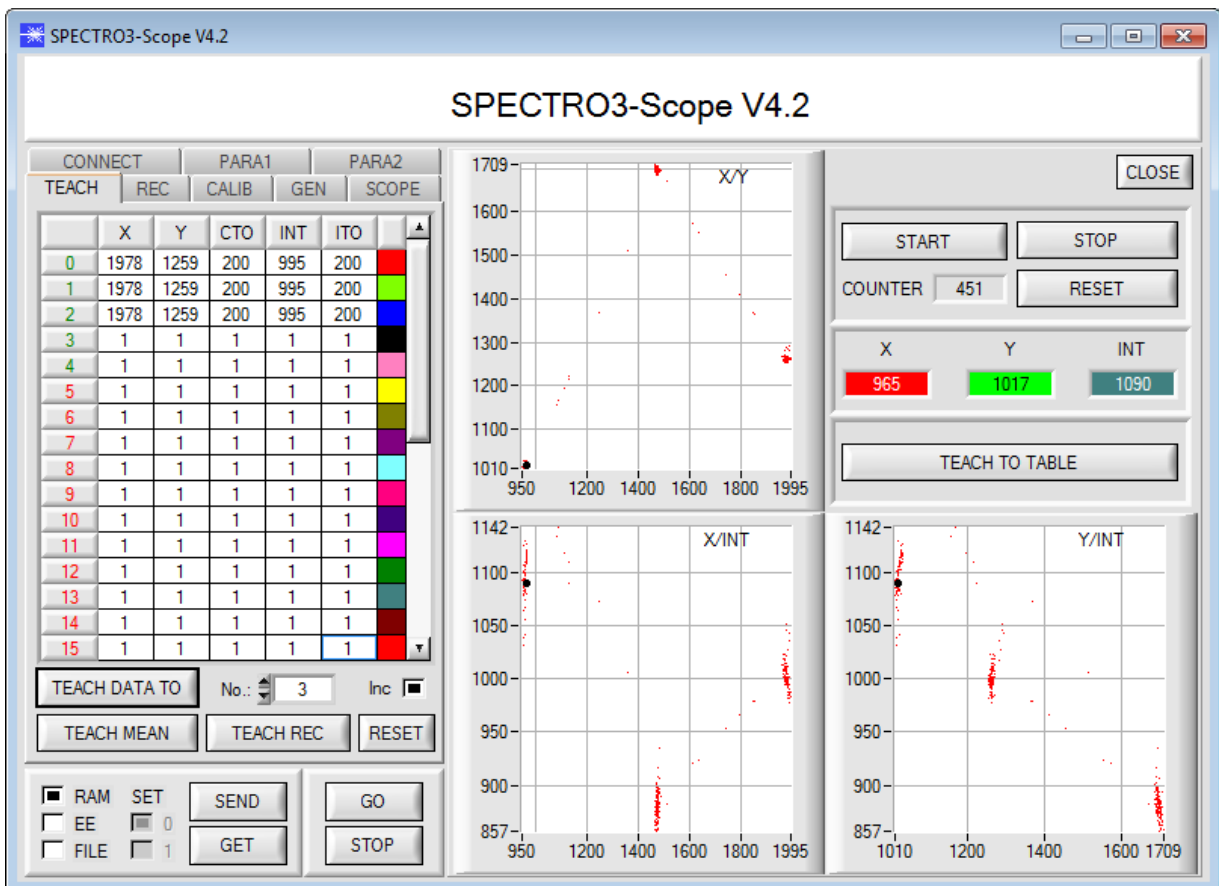 SPECTRO3-Scope V4.2
SPECTRO3-Scope V4.2
CONNECT PARA1 PARA2
TEACH REC CALIB GEN SCOPE
X Y CTO INT ITO
0 1978 1259 200 995 200
1 1978 1259 200 995 200
2 1978 1259 200 995 200
3 1 1 1 1 1
4 1 1 1 1 1
5 1 1 1 1 1
6 1 1 1 1 1
7 1 1 1 1 1
8 1 1 1 1 1
9 1 1 1 1 1
10 1 1 1 1 1
11 1 1 1 1 1
12 1 1 1 1 1
13 1 1 1 1 1
14 1 1 1 1 1
15 1 1 1 1 1
TEACH DATA TO No.: 3 Inc
TEACH MEAN TEACH REC RESET
RAM SET SEND GO
EE 0
FILE 1 GET STOP
X/Y
1709
1600
1500
1400
1300
1200
1100
1010
950 1200 1400 1600 1800 1995
CLOSE
START STOP
COUNTER 451 RESET
X Y INT
965 1017 1090
TEACH TO TABLE
X/INT
1142
1100
1050
1000
950
900
857
950 1200 1400 1600 1800 1995
Y/INT
1142
1100
1050
1000
950
900
857
1010 1200 1400 1600 1709